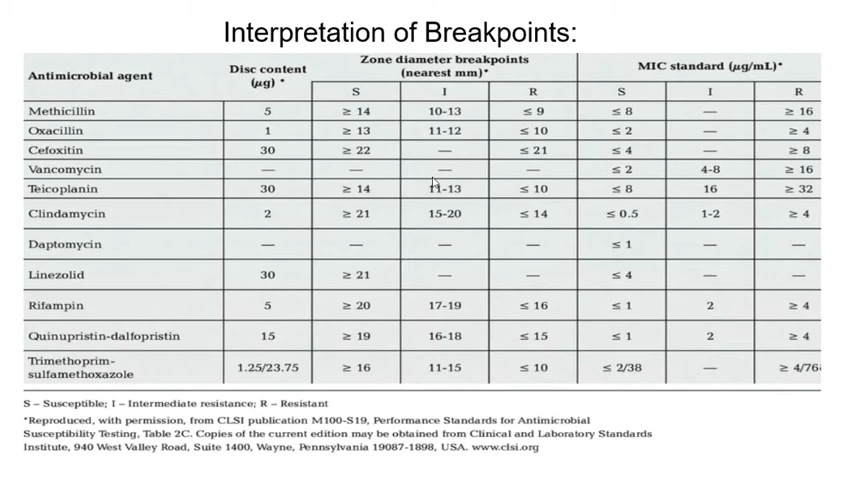 Interpretation of Breakpoints:
Antimicrobial agent Disc content (µg) * Zone diameter breakpoints (nearest mm)* MIC standard (µg/mL)*
S I R S I R
Methicillin 5 ≥ 14 10-13 ≤ 9 ≤ 8 — ≥ 16
Oxacillin 1 ≥ 13 11-12 ≤ 10 ≤ 2 — ≥ 4
Cefoxitin 30 ≥ 22 — ≤ 21 ≤ 4 — ≥ 8
Vancomycin — — — — ≤ 2 4-8 ≥ 16
Teicoplanin 30 ≥ 14 11-13 ≤ 10 ≤ 8 16 ≥ 32
Clindamycin 2 ≥ 21 15-20 ≤ 14 ≤ 0.5 1-2 ≥ 4
Daptomycin — — — — ≤ 1 — —
Linezolid 30 ≥ 21 — — ≤ 4 — —
Rifampin 5 ≥ 20 17-19 ≤ 16 ≤ 1 2 ≥ 4
Quinupristin-dalfopristin 15 ≥ 19 16-18 ≤ 15 ≤ 1 2 ≥ 4
Trimethoprim-
sulfamethoxazole 1.25/23.75 ≥ 16 11-15 ≤ 10 ≤ 2/38 — ≥ 4/76
S – Susceptible; I – Intermediate resistance; R – Resistant
*Reproduced, with permission, from CLSI publication M100-S19, Performance Standards for Antimicrobial
Susceptibility Testing, Table 2C. Copies of the current edition may be obtained from Clinical and Laboratory Standards
Institute, 940 West Valley Road, Suite 1400, Wayne, Pennsylvania 19087-1898, USA. www.clsi.org